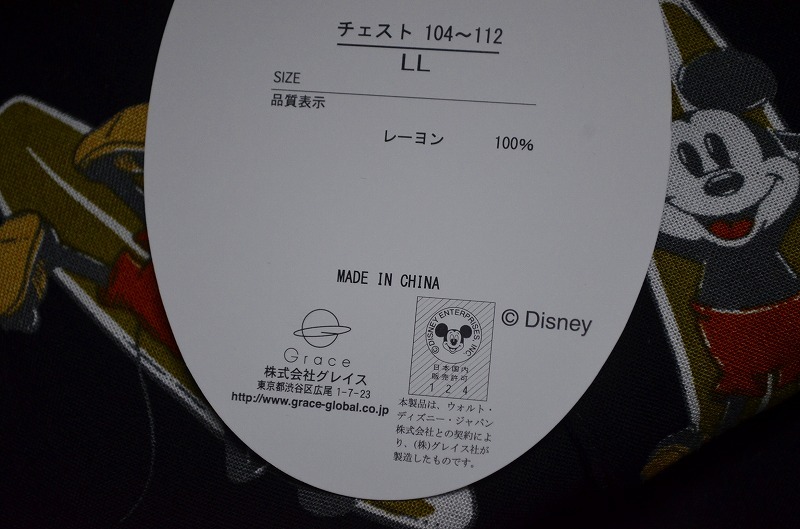 チェスト 104～112
LL
SIZE
品質表示
レーヨン 100%
MADE IN CHINA
Grace
株式会社グレイス
東京都渋谷区広尾 1-7-23
http://www.grace-global.co.jp
©DISNEY ENTERPRISES, INC.
日本国内
販売許可
124
© Disney
本製品は、ウォルト・
ディズニー・ジャパン
株式会社との契約によ
り、(株)グレイス社が
製造したものです。